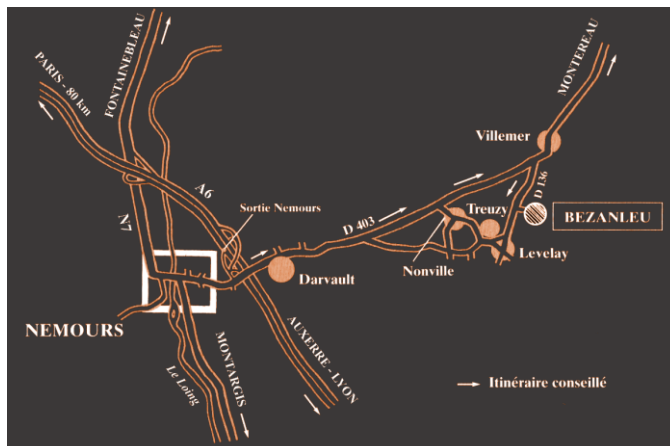 PARIS - 80 km
FONTAINEBLEAU
MONTEREAU
Villemer
A6
N7
Sortie Nemours
D 403
D 136
Treuzy
BEZANLEU
Nonville
Levelay
Darvault
NEMOURS
Le Loing
MONTARGIS
AUXERRE - LYON
Itinéraire conseillé